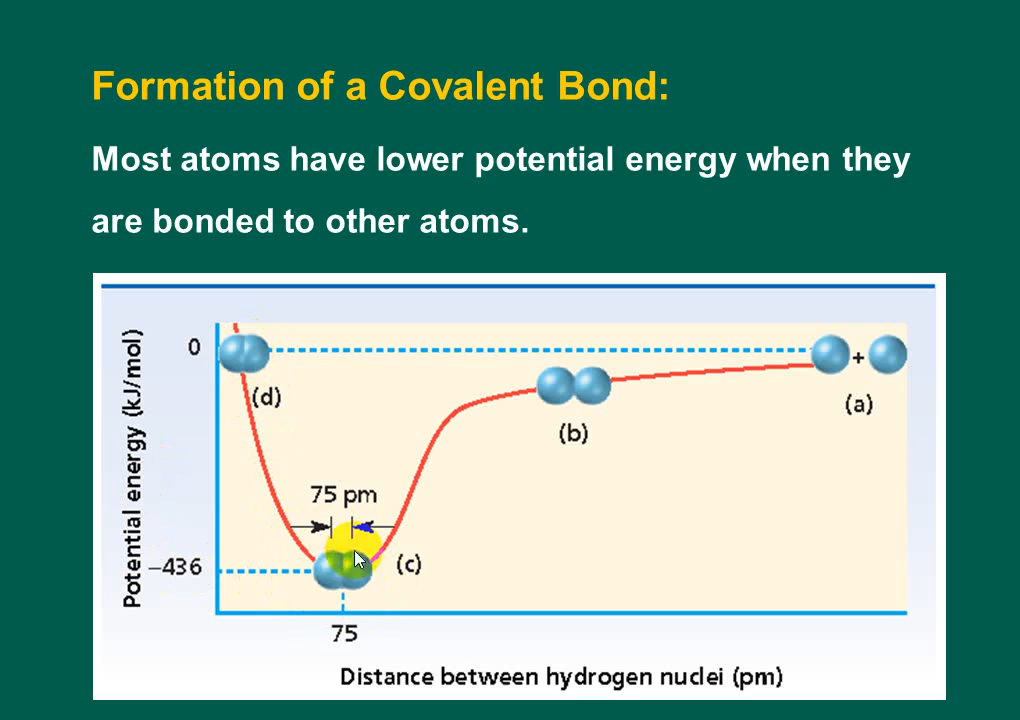 Formation of a Covalent Bond:
Most atoms have lower potential energy when they
are bonded to other atoms.
Potential energy (kJ/mol)
0
+
(d)
(a)
(b)
75 pm
–436
(c)
75
Distance between hydrogen nuclei (pm)